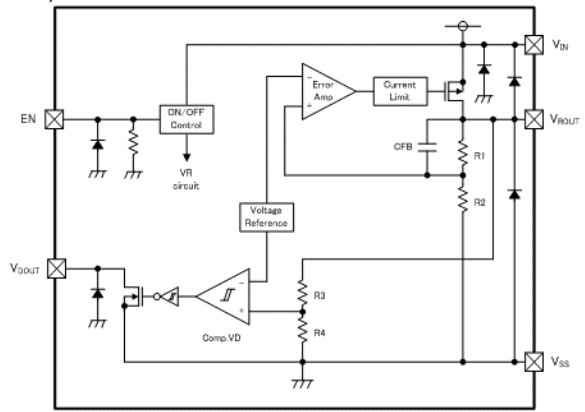 VIN
Error
Amp
Current
Limit
EN
ON/OFF
Control
VROUT
CFB
R1
VR
circuit
R2
Voltage
Reference
VDOUT
R3
R4
Comp.VD
VSS
−
+
−
+